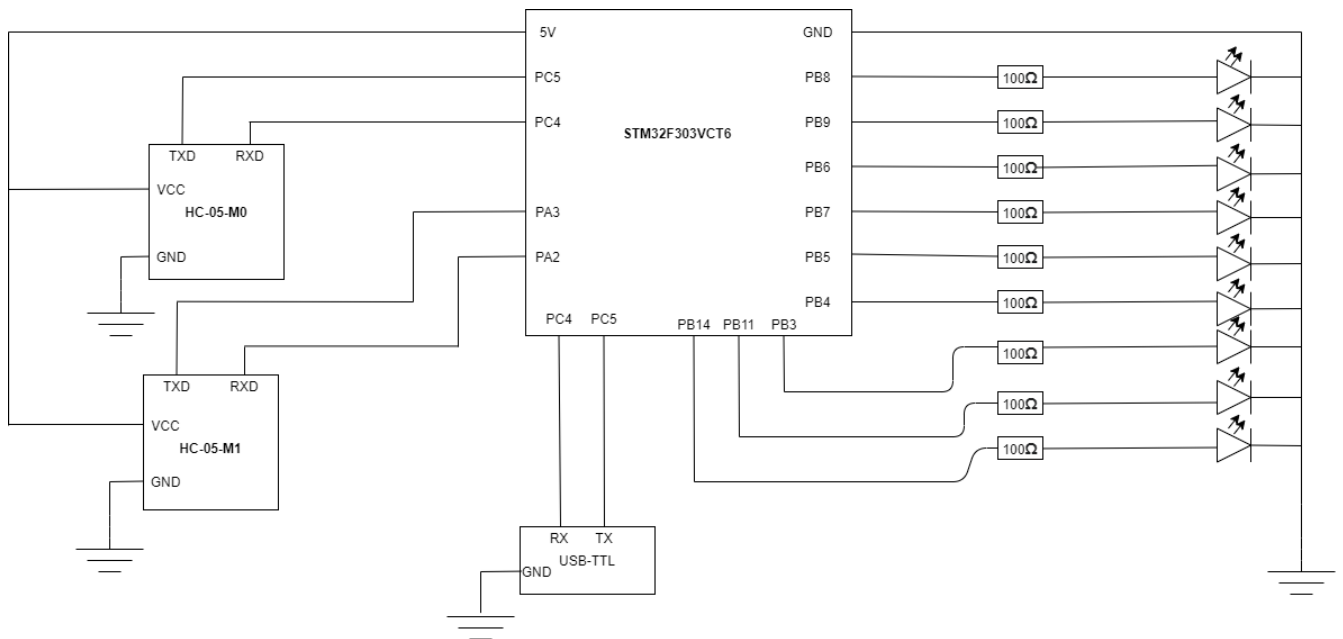 5V
GND
PC5
PB8
100Ω
PC4
STM32F303VCT6
PB9
100Ω
TXD
RXD
VCC
HC-05-M0
GND
PB6
100Ω
PA3
PB7
100Ω
PA2
PB5
100Ω
PB4
100Ω
PC4
PC5
PB14
PB11
PB3
100Ω
TXD
RXD
VCC
HC-05-M1
GND
100Ω
100Ω
RX
TX
USB-TTL
GND